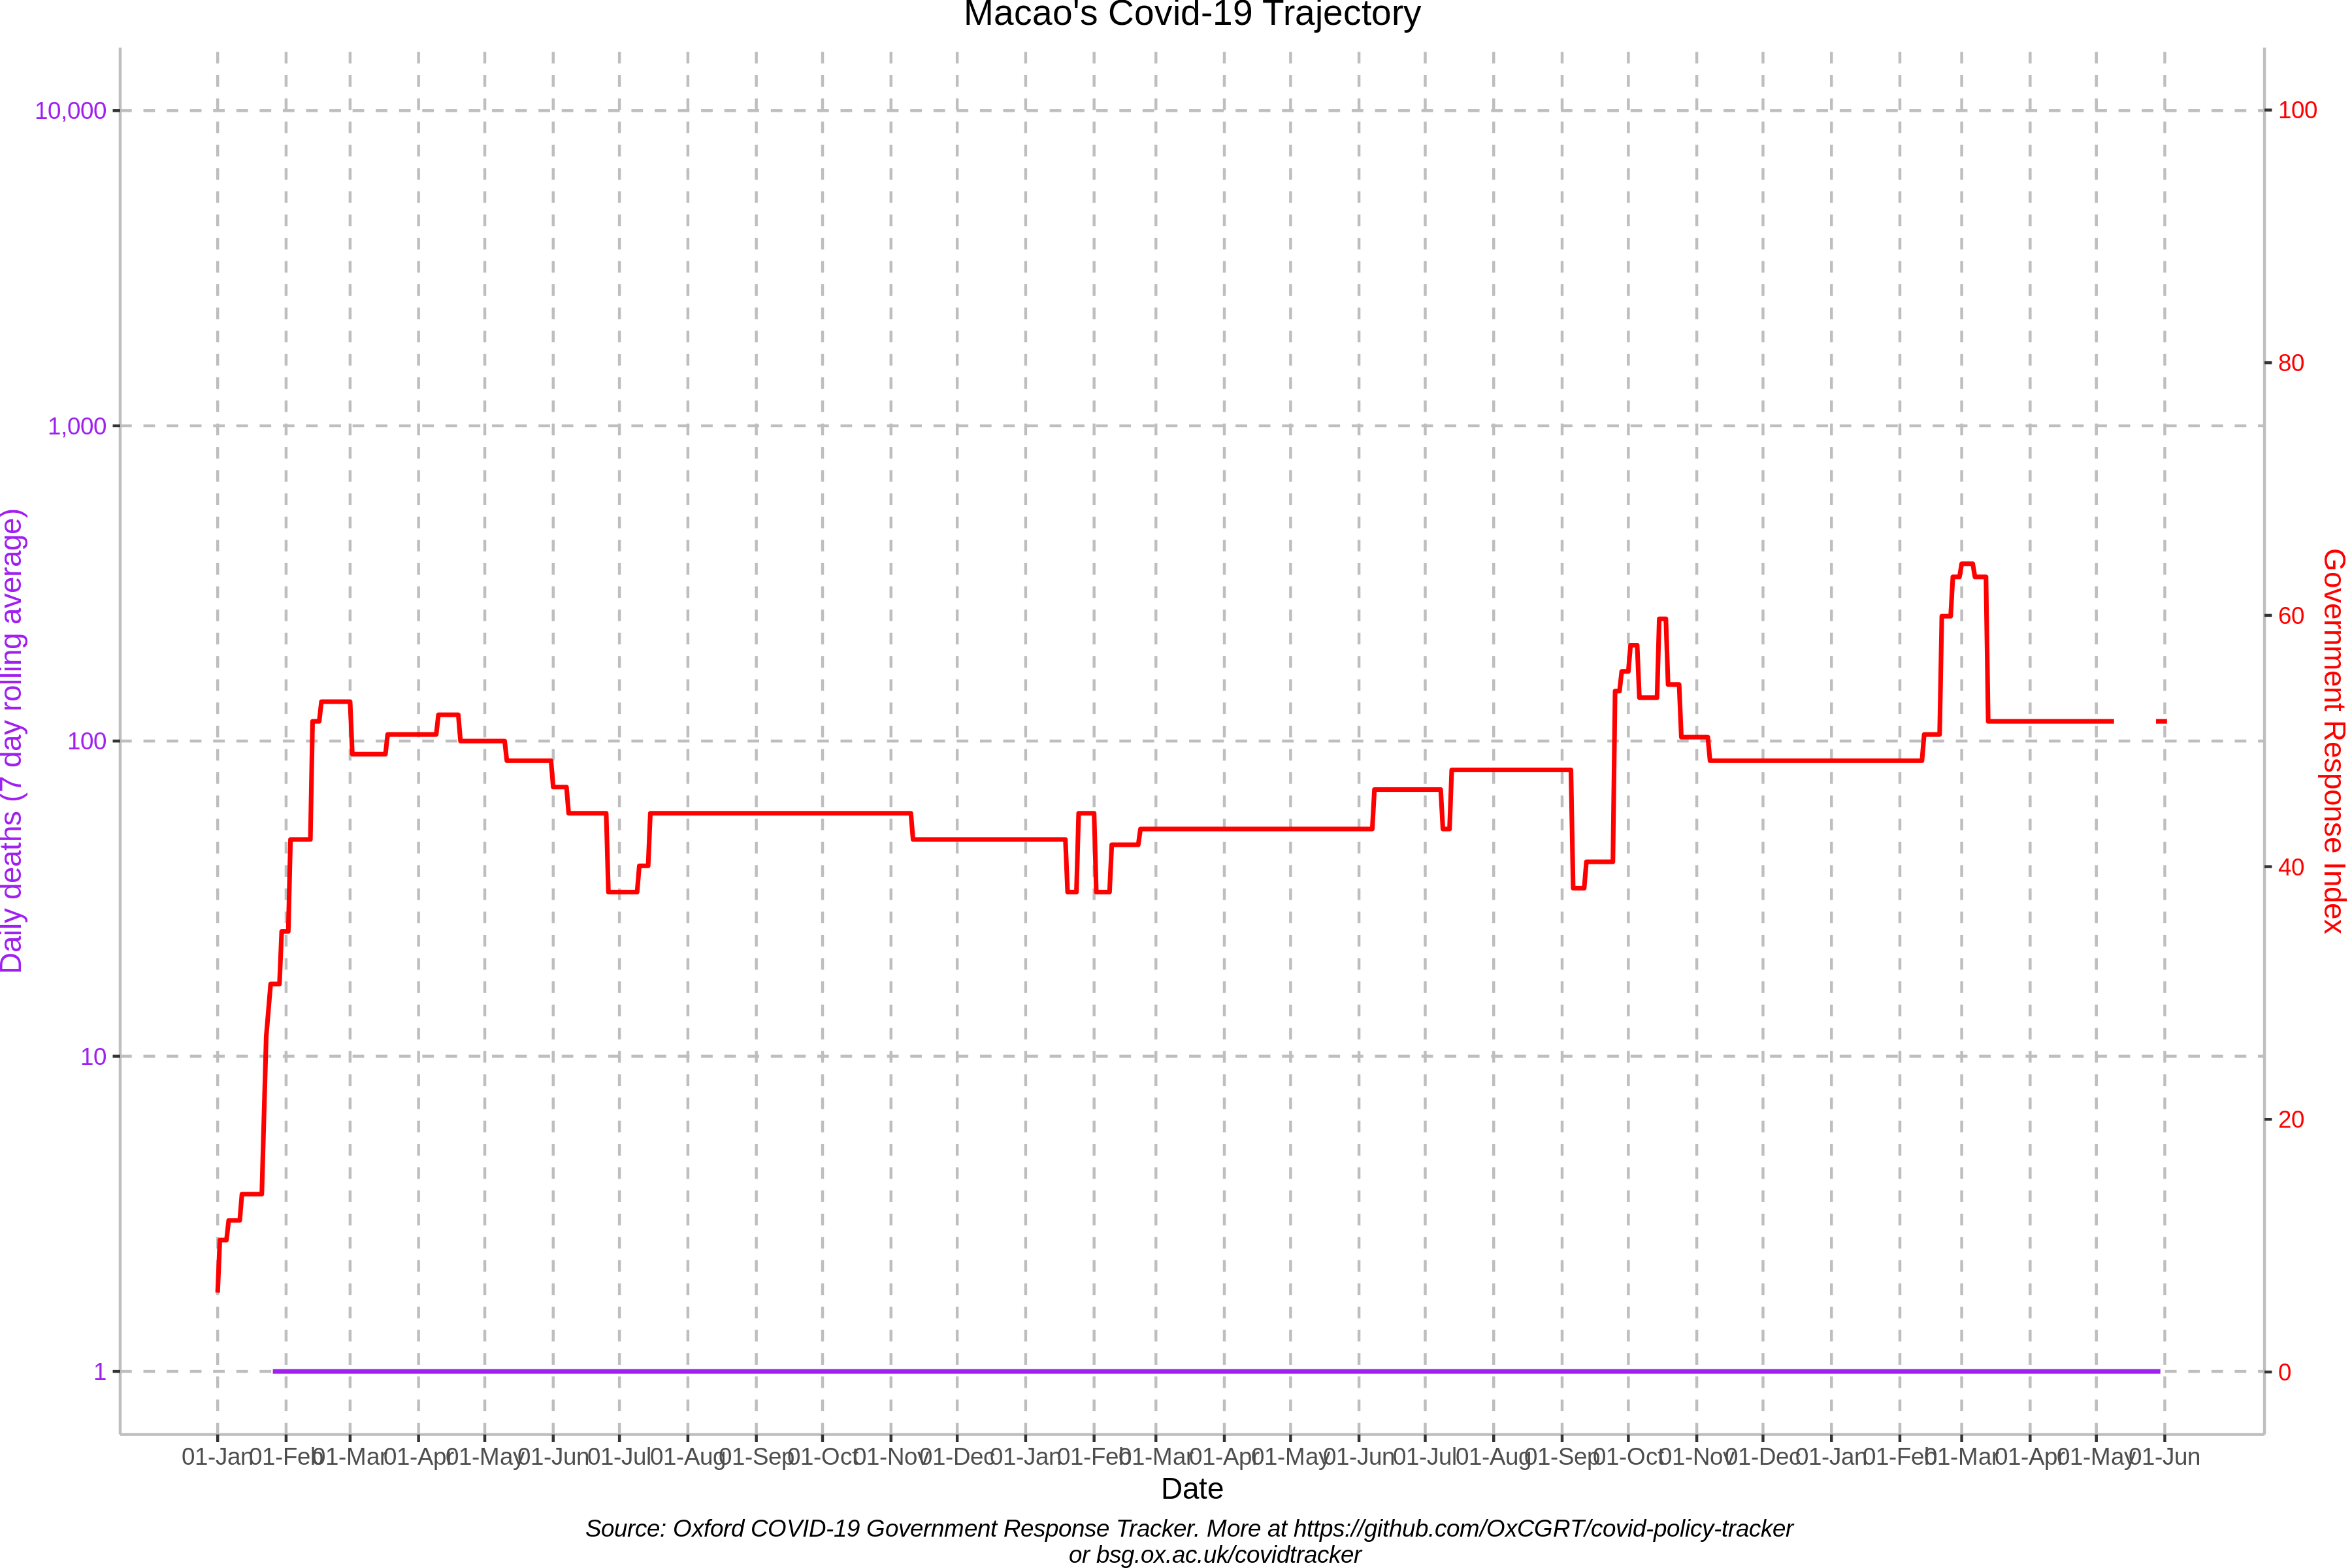 Macao's Covid-19 Trajectory
10,000
1,000
100
10
1
Daily deaths (7 day rolling average)
100
80
60
40
20
0
Government Response Index
01-Jan 01-Feb 01-Mar 01-Apr 01-May 01-Jun 01-Jul 01-Aug 01-Sep 01-Oct 01-Nov 01-Dec 01-Jan 01-Feb 01-Mar 01-Apr 01-May 01-Jun 01-Jul 01-Aug 01-Sep 01-Oct 01-Nov 01-Dec 01-Jan 01-Feb 01-Mar 01-Apr 01-May 01-Jun
Date
Source: Oxford COVID-19 Government Response Tracker. More at https://github.com/OxCGRT/covid-policy-tracker
or bsg.ox.ac.uk/covidtracker